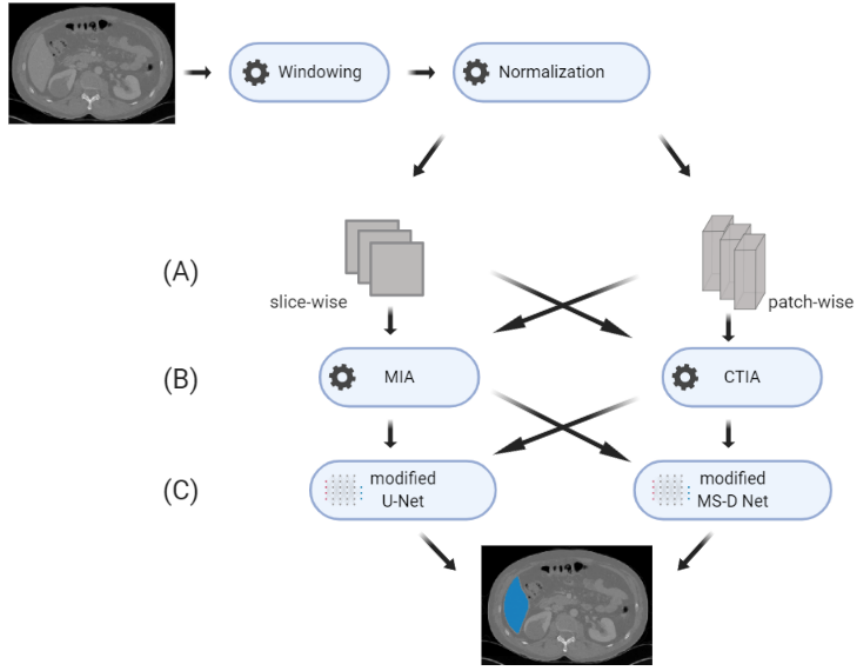 Windowing
Normalization
(A)
slice-wise
patch-wise
(B)
MIA
CTIA
(C)
modified
U-Net
modified
MS-D Net